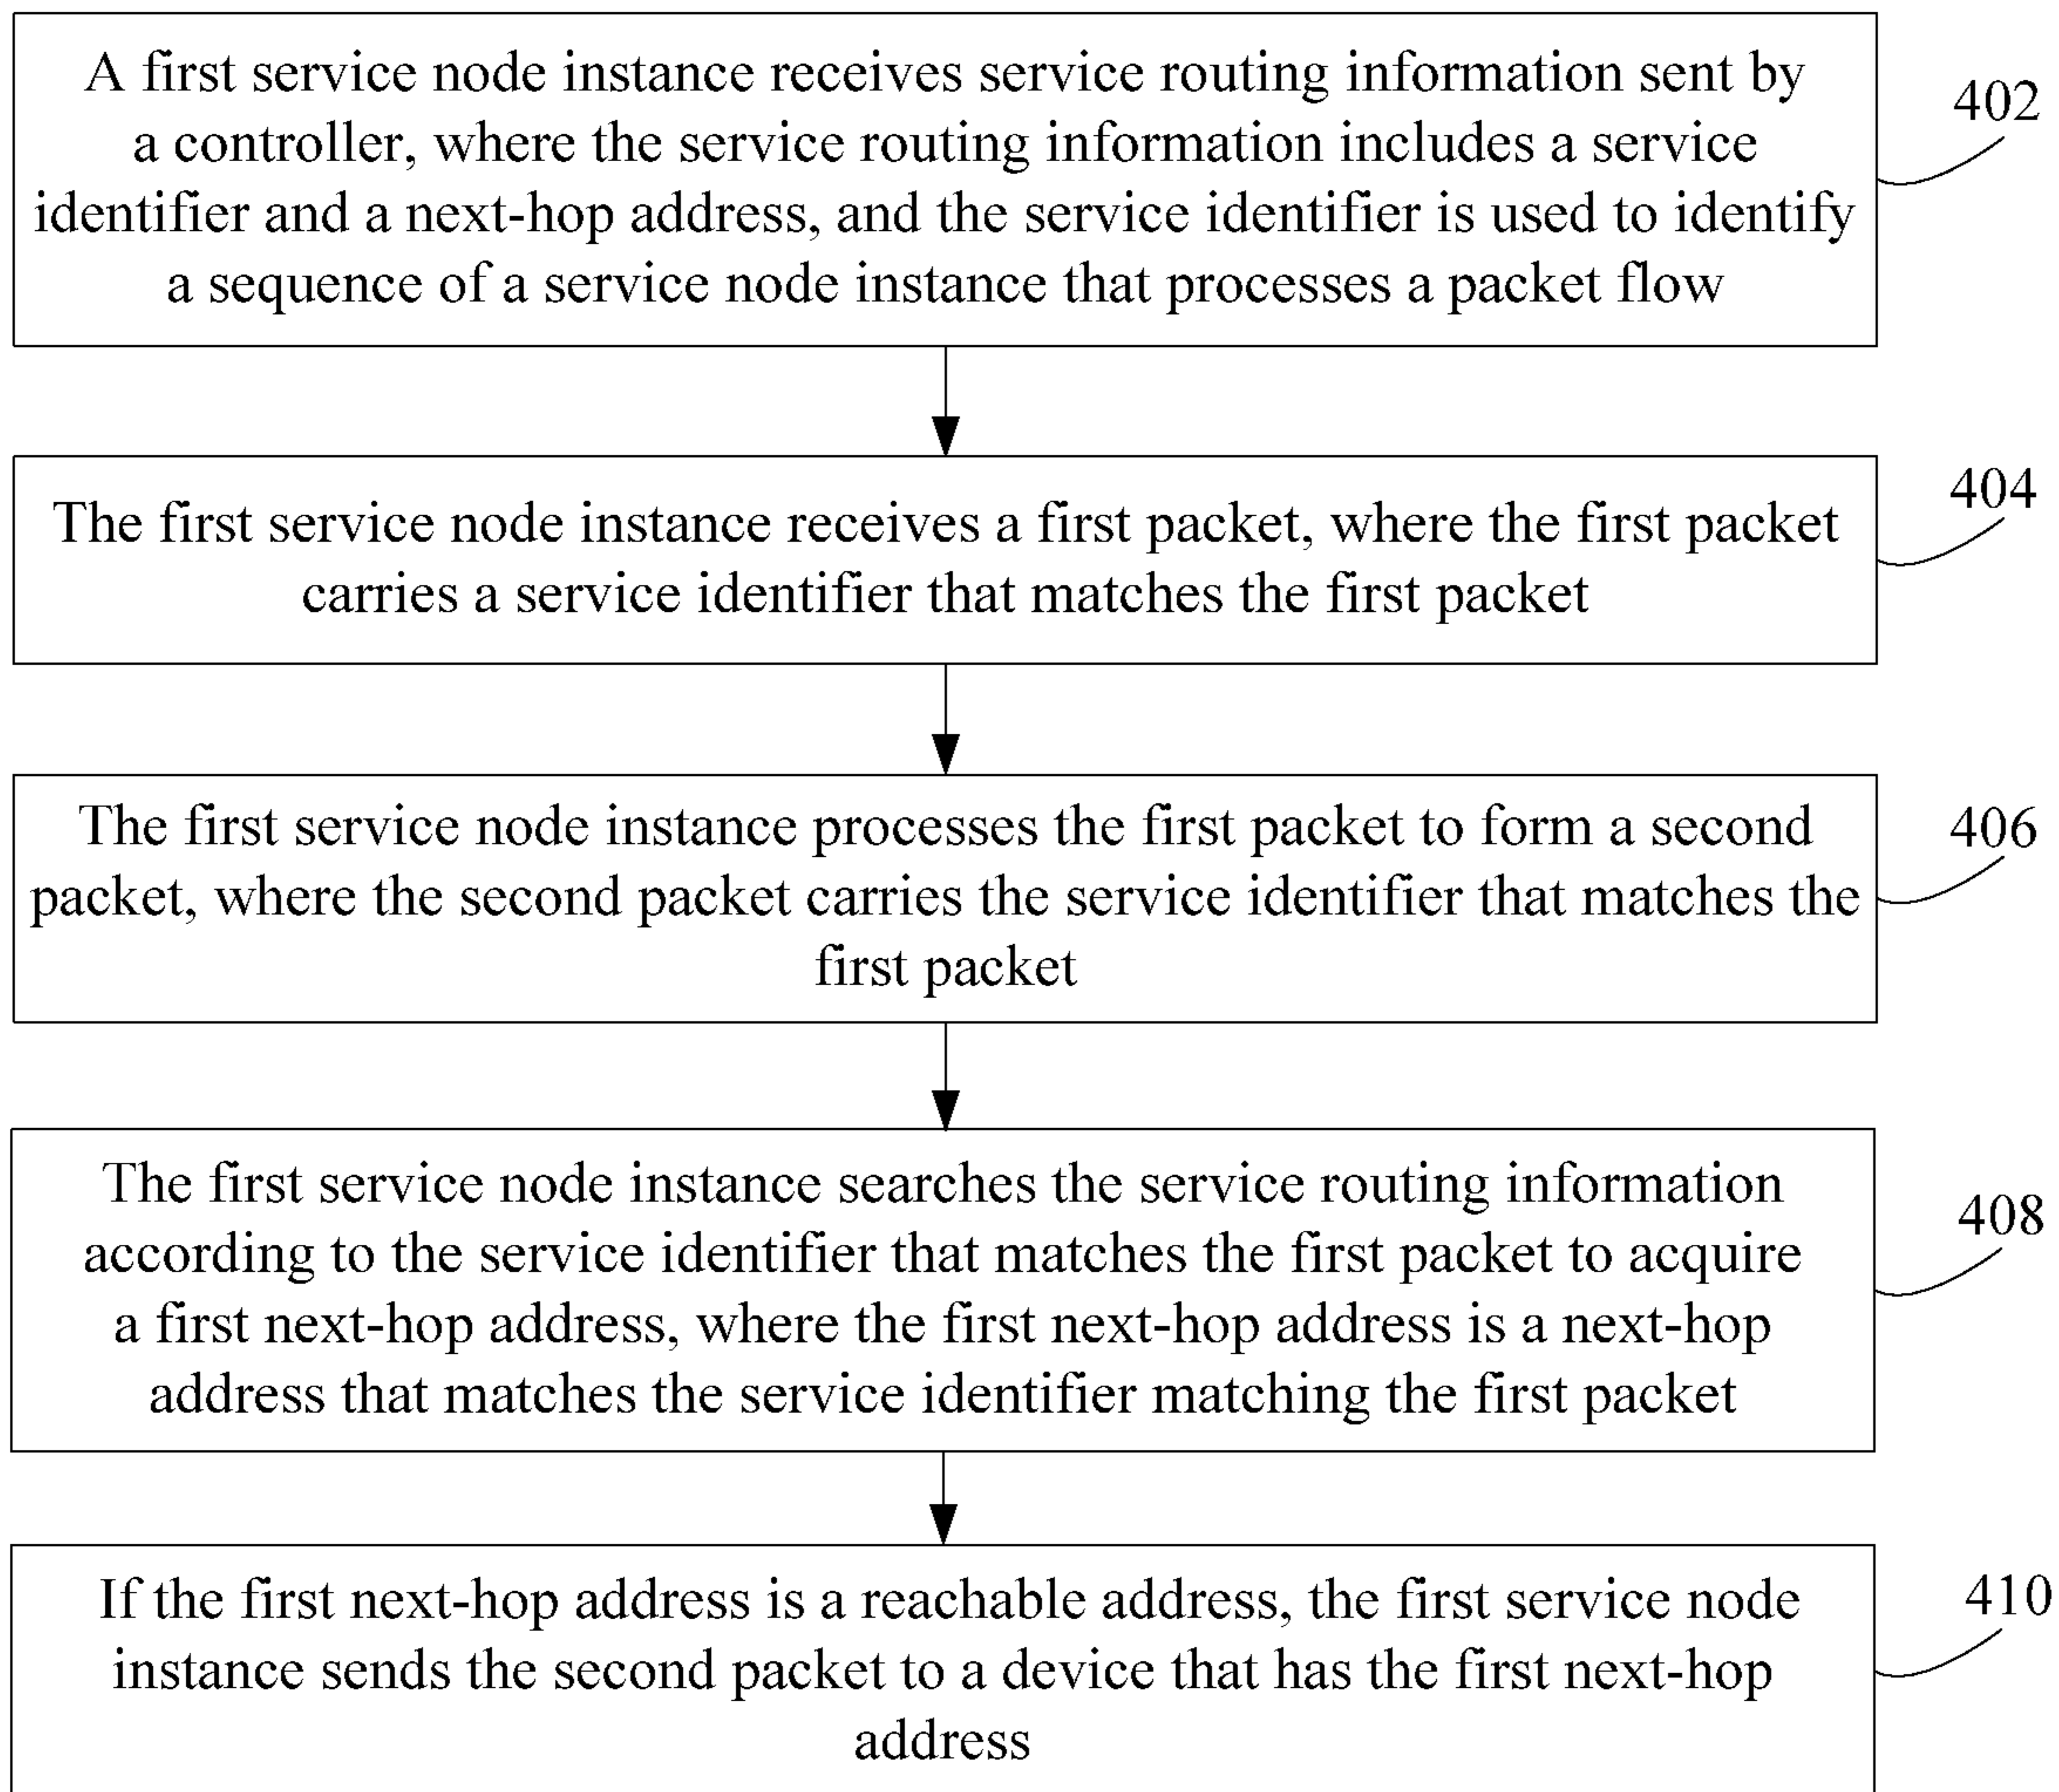 A first service node instance receives service routing information sent by
a controller, where the service routing information includes a service
identifier and a next-hop address, and the service identifier is used to identify
a sequence of a service node instance that processes a packet flow
402
The first service node instance receives a first packet, where the first packet
carries a service identifier that matches the first packet
404
The first service node instance processes the first packet to form a second
packet, where the second packet carries the service identifier that matches the
first packet
406
The first service node instance searches the service routing information
according to the service identifier that matches the first packet to acquire
a first next-hop address, where the first next-hop address is a next-hop
address that matches the service identifier matching the first packet
408
If the first next-hop address is a reachable address, the first service node
instance sends the second packet to a device that has the first next-hop
address
410